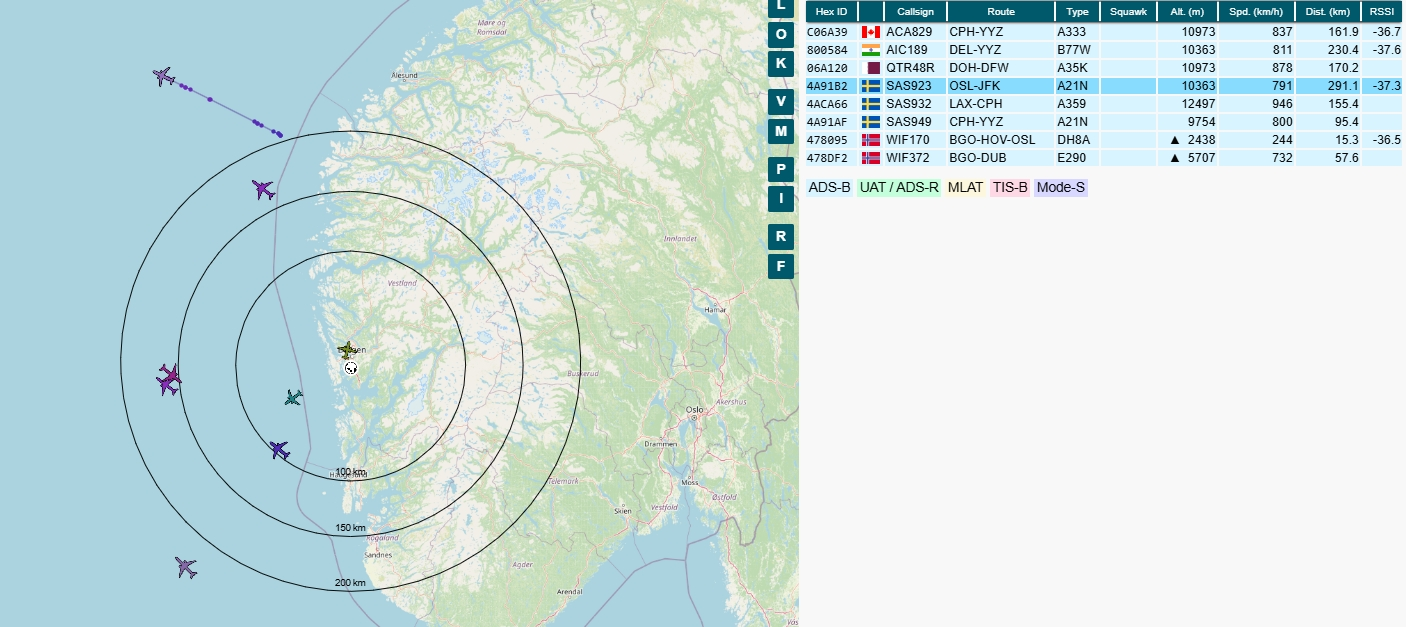 L
O
K
V
M
P
I
R
F
Møre og
Romsdal
Ålesund
Innlandet
Vestland
Hamar
Buskerud
Akershus
Oslo
Drammen
100 km
Telemark
Moss
Østfold
Vestfold
Skien
150 km
Rogaland
Sandnes
Agder
200 km
Arendal
Hex ID Callsign Route Type Squawk Alt. (m) Spd. (km/h) Dist. (km) RSSI
C06A39 ACA829 CPH-YYZ A333 10973 837 161.9 -36.7
800584 AIC189 DEL-YYZ B77W 10363 811 230.4 -37.6
06A120 QTR48R DOH-DFW A35K 10973 878 170.2
4A91B2 SAS923 OSL-JFK A21N 10363 791 291.1 -37.3
4ACA66 SAS932 LAX-CPH A359 12497 946 155.4
4A91AF SAS949 CPH-YYZ A21N 9754 800 95.4
478095 WIF170 BGO-HOV-OSL DH8A ▲ 2438 244 15.3 -36.5
478DF2 WIF372 BGO-DUB E290 ▲ 5707 732 57.6
ADS-B UAT / ADS-R MLAT TIS-B Mode-S